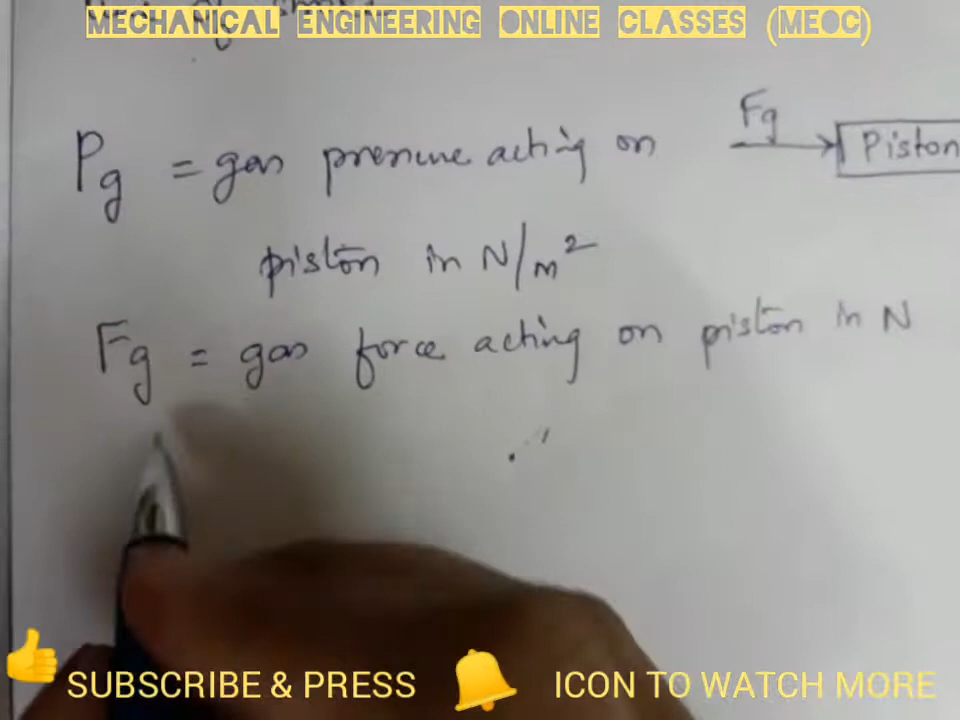 MECHANICAL ENGINEERING ONLINE CLASSES (MEOC)
Fg
Piston
Pg = gas pressure acting on
piston in N/m²
Fg = gas force acting on piston in N
SUBSCRIBE & PRESS
ICON TO WATCH MORE